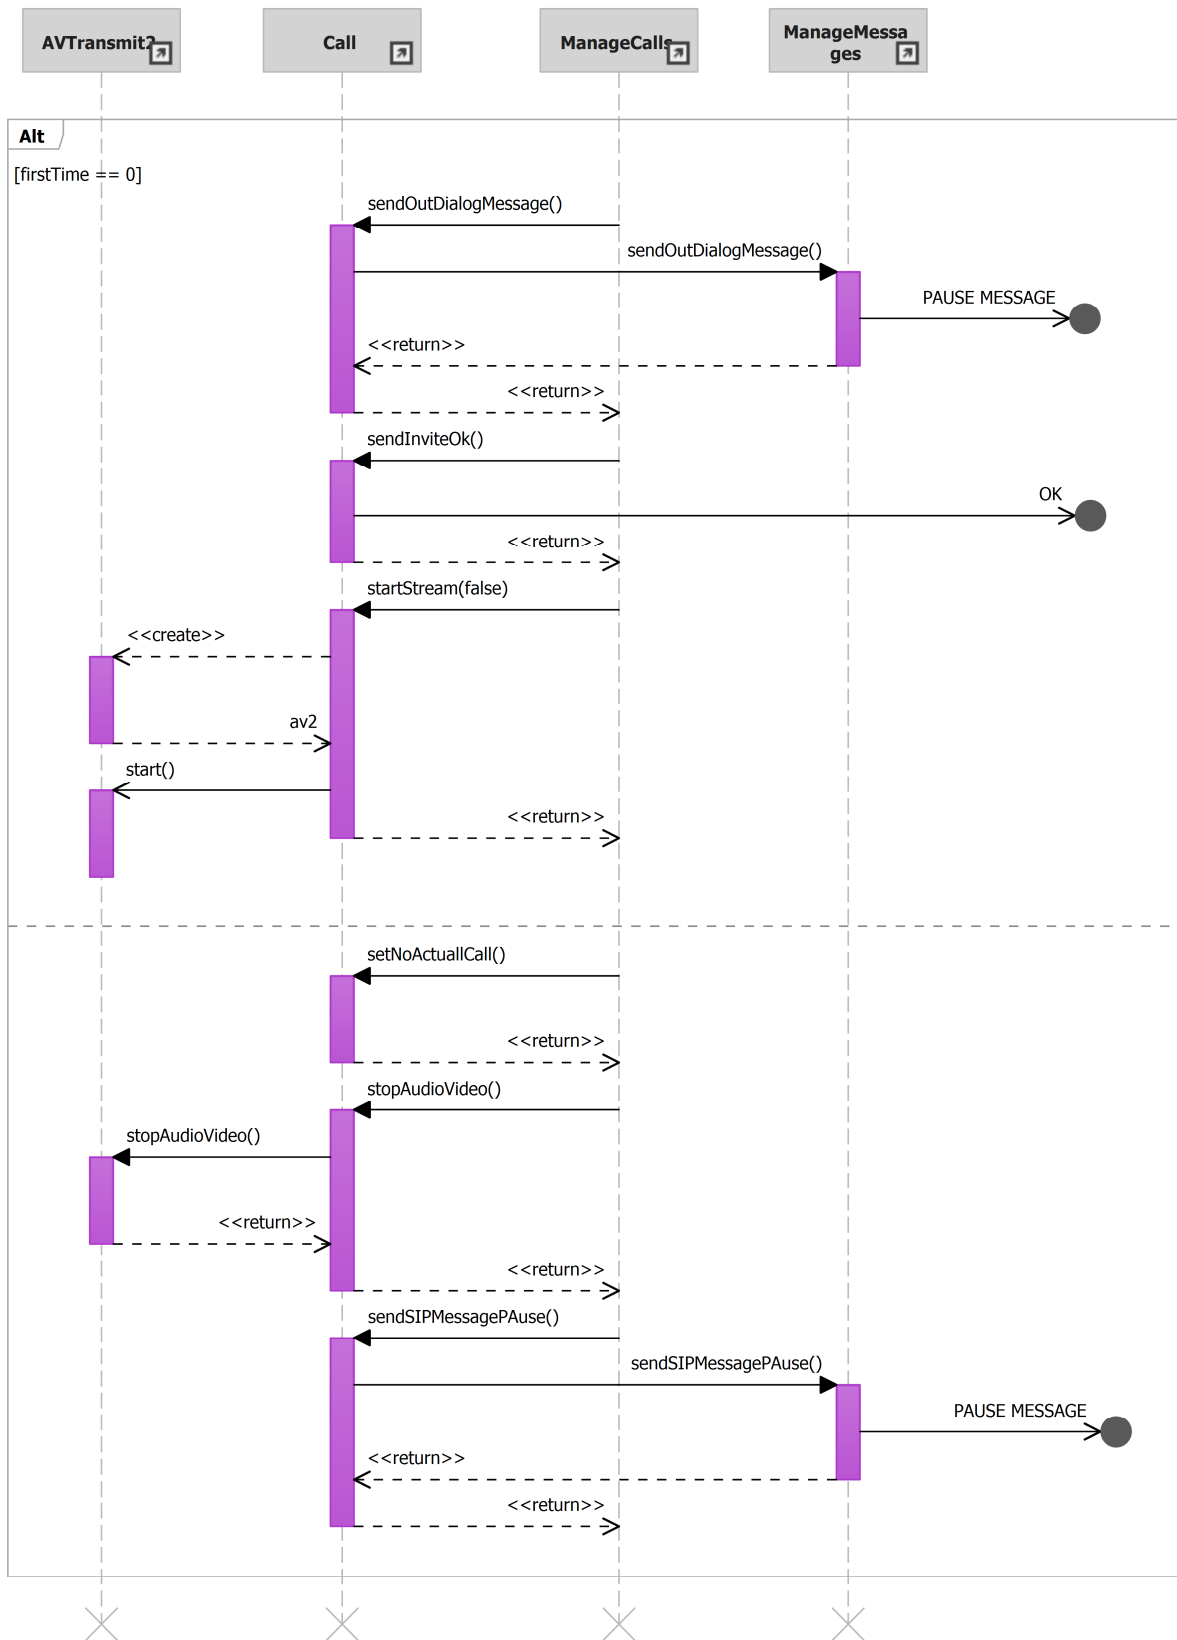 AVTransmit2
Call
ManageCalls
ManageMessa
ges
Alt
[firstTime == 0]
sendOutDialogMessage()
sendOutDialogMessage()
PAUSE MESSAGE
<<return>>
<<return>>
sendInviteOk()
OK
<<return>>
startStream(false)
<<create>>
av2
start()
<<return>>
setNoActuallCall()
<<return>>
stopAudioVideo()
stopAudioVideo()
<<return>>
<<return>>
sendSIPMessagePAuse()
sendSIPMessagePAuse()
PAUSE MESSAGE
<<return>>
<<return>>